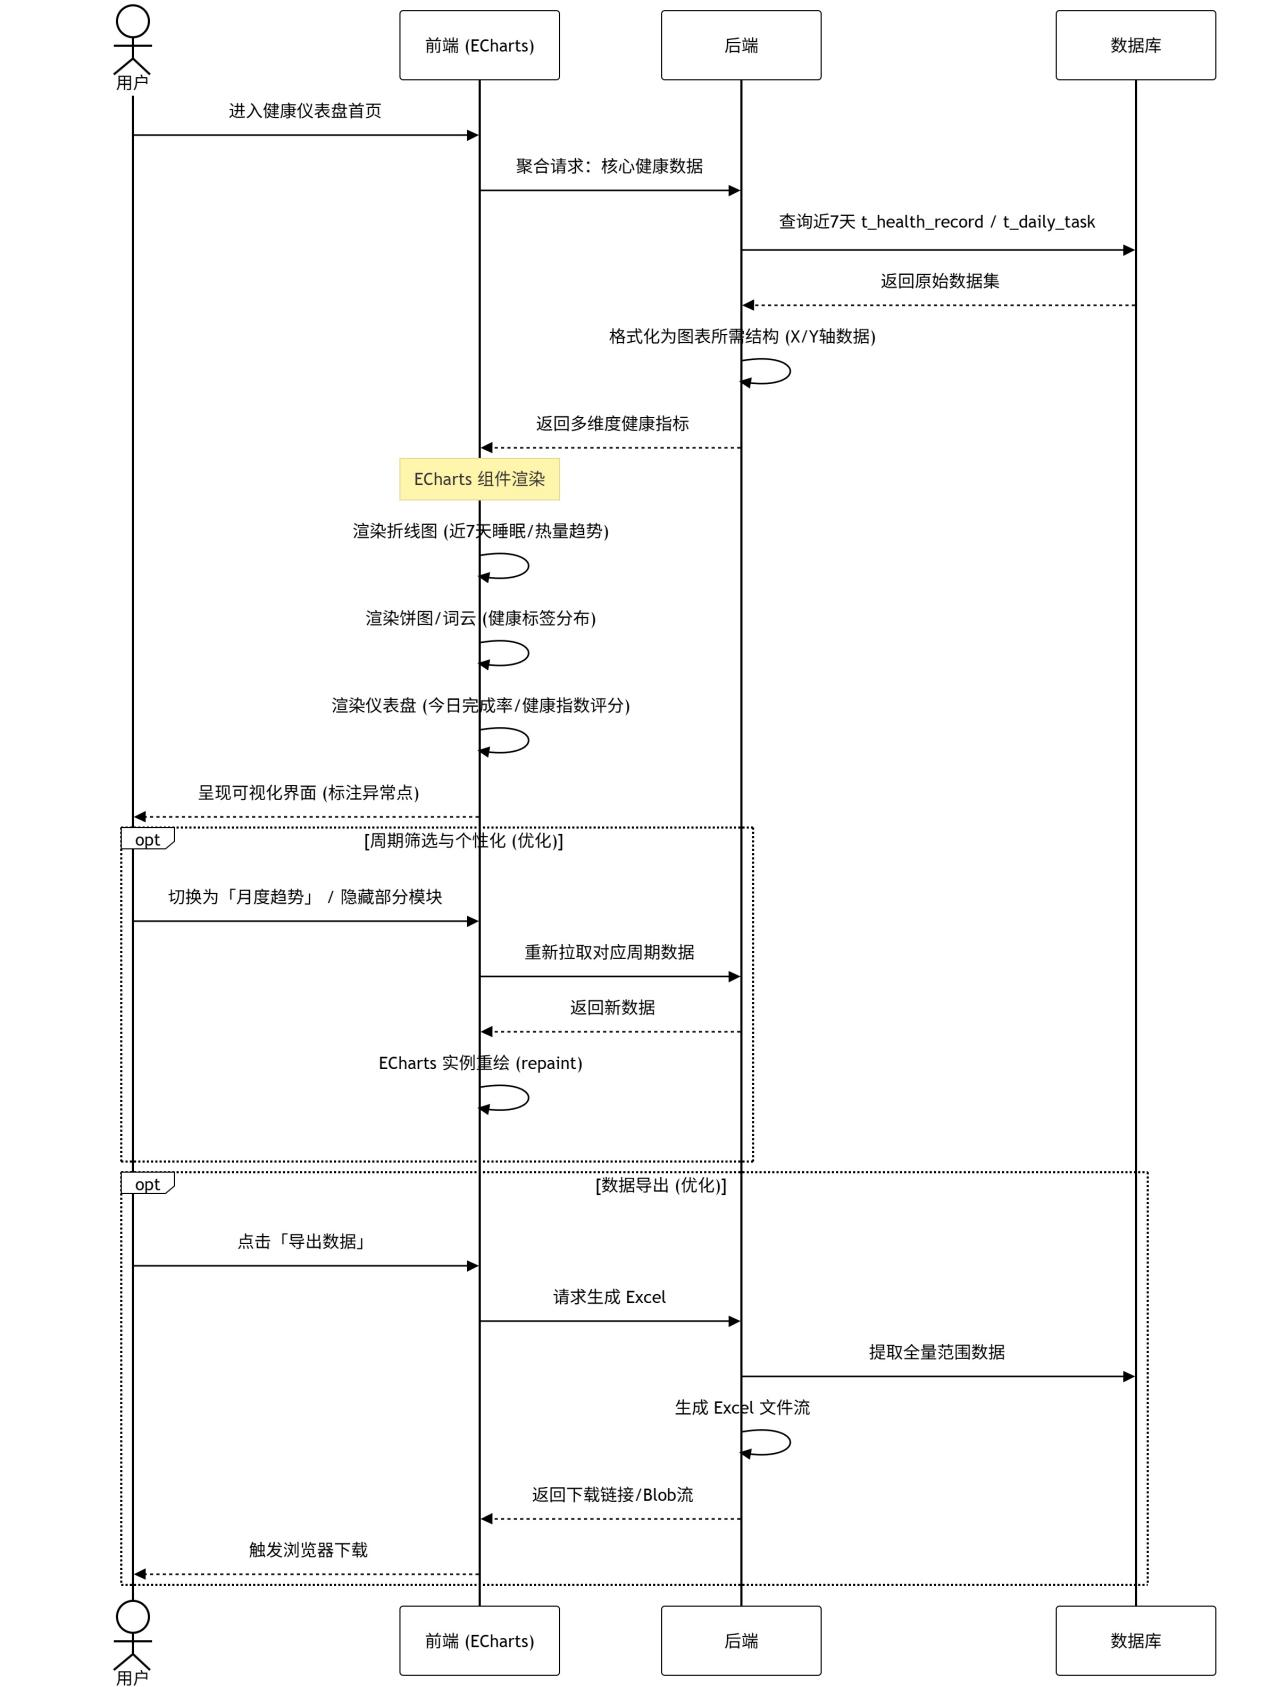 用户
前端 (ECharts)
后端
数据库
进入健康仪表盘首页
聚合请求：核心健康数据
查询近7天 t_health_record / t_daily_task
返回原始数据集
格式化为图表所需结构 (X/Y轴数据)
返回多维度健康指标
ECharts 组件渲染
渲染折线图 (近7天睡眠/热量趋势)
渲染饼图/词云 (健康标签分布)
渲染仪表盘 (今日完成率/健康指数评分)
呈现可视化界面 (标注异常点)
opt
[周期筛选与个性化 (优化)]
切换为「月度趋势」 / 隐藏部分模块
重新拉取对应周期数据
返回新数据
ECharts 实例重绘 (repaint)
opt
[数据导出 (优化)]
点击「导出数据」
请求生成 Excel
提取全量范围数据
生成 Excel 文件流
返回下载链接/Blob流
触发浏览器下载
用户
前端 (ECharts)
后端
数据库